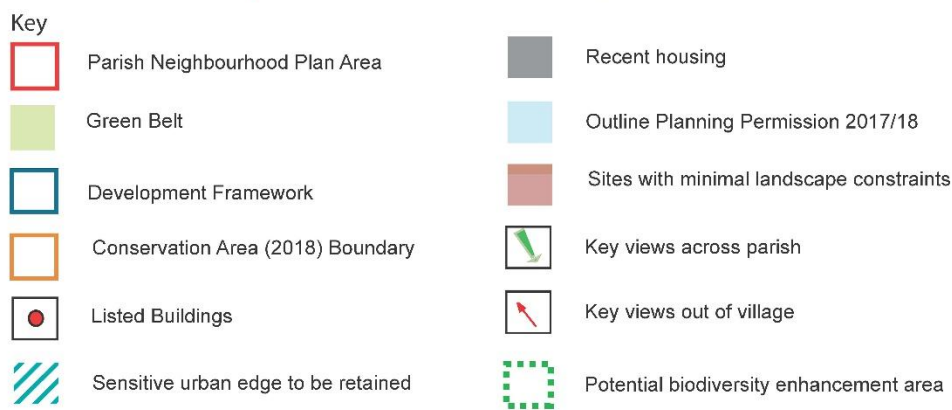 Key
Parish Neighbourhood Plan Area
Green Belt
Development Framework
Conservation Area (2018) Boundary
Listed Buildings
Sensitive urban edge to be retained
Recent housing
Outline Planning Permission 2017/18
Sites with minimal landscape constraints
Key views across parish
Key views out of village
Potential biodiversity enhancement area